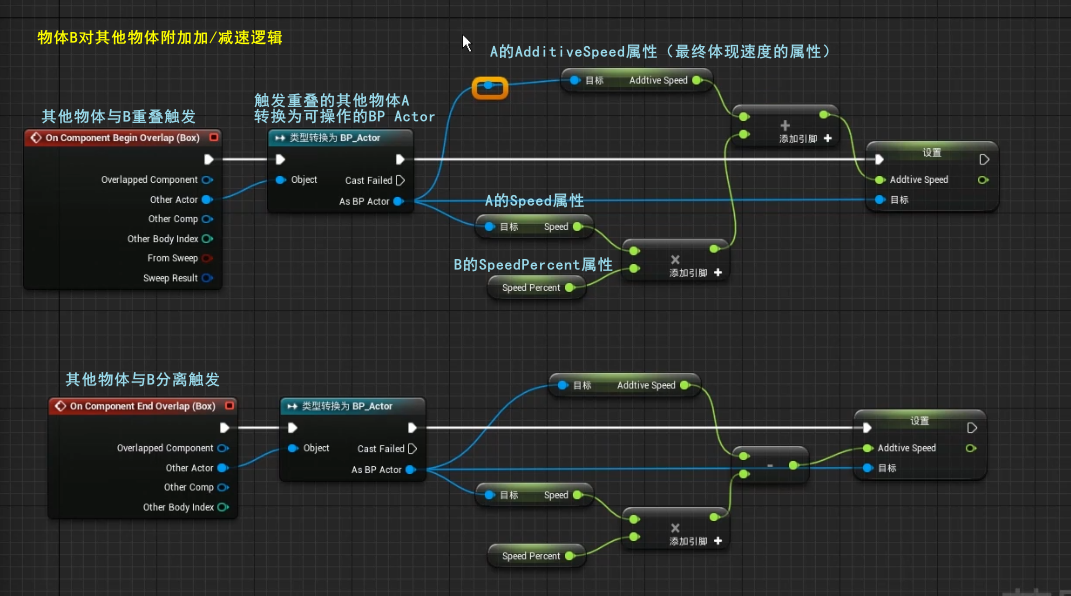 物体B对其他物体附加加/减速逻辑
A的AdditiveSpeed属性（最终体现速度的属性）
目标 Addtive Speed
触发重叠的其他物体A
转换为可操作的BP Actor
其他物体与B重叠触发
On Component Begin Overlap (Box)
类型转换为 BP_Actor
添加引脚
设置
Overlapped Component
Object
Cast Failed
Addtive Speed
Other Actor
As BP Actor
目标
A的Speed属性
Other Comp
目标 Speed
Other Body Index
From Sweep
B的SpeedPercent属性
添加引脚
Sweep Result
Speed Percent
其他物体与B分离触发
目标 Addtive Speed
On Component End Overlap (Box)
类型转换为 BP_Actor
设置
Overlapped Component
Object
Cast Failed
Addtive Speed
Other Actor
As BP Actor
目标
Other Comp
目标 Speed
Other Body Index
添加引脚
Speed Percent